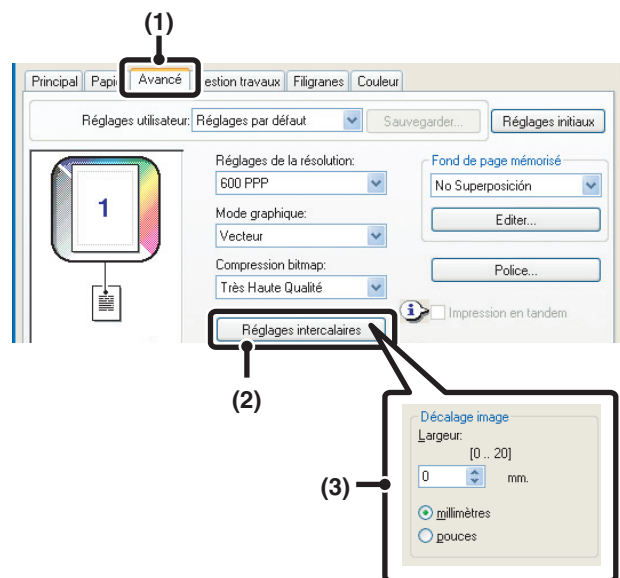 (1)
Principal Papi Avancé estion travaux Filigranes Couleur
Réglages utilisateur: Réglages par défaut Sauvegarder... Réglages initiaux
Réglages de la résolution: Fond de page mémorisé
600 PPP No Superposición
1
Mode graphique: Editer...
Vecteur
Compression bitmap: Police...
Très Haute Qualité
Impression en tandem
Réglages intercalaires
(2)
Décalage image
Largeur:
[0 .. 20]
(3)
0 mm.
millimètres
pouces